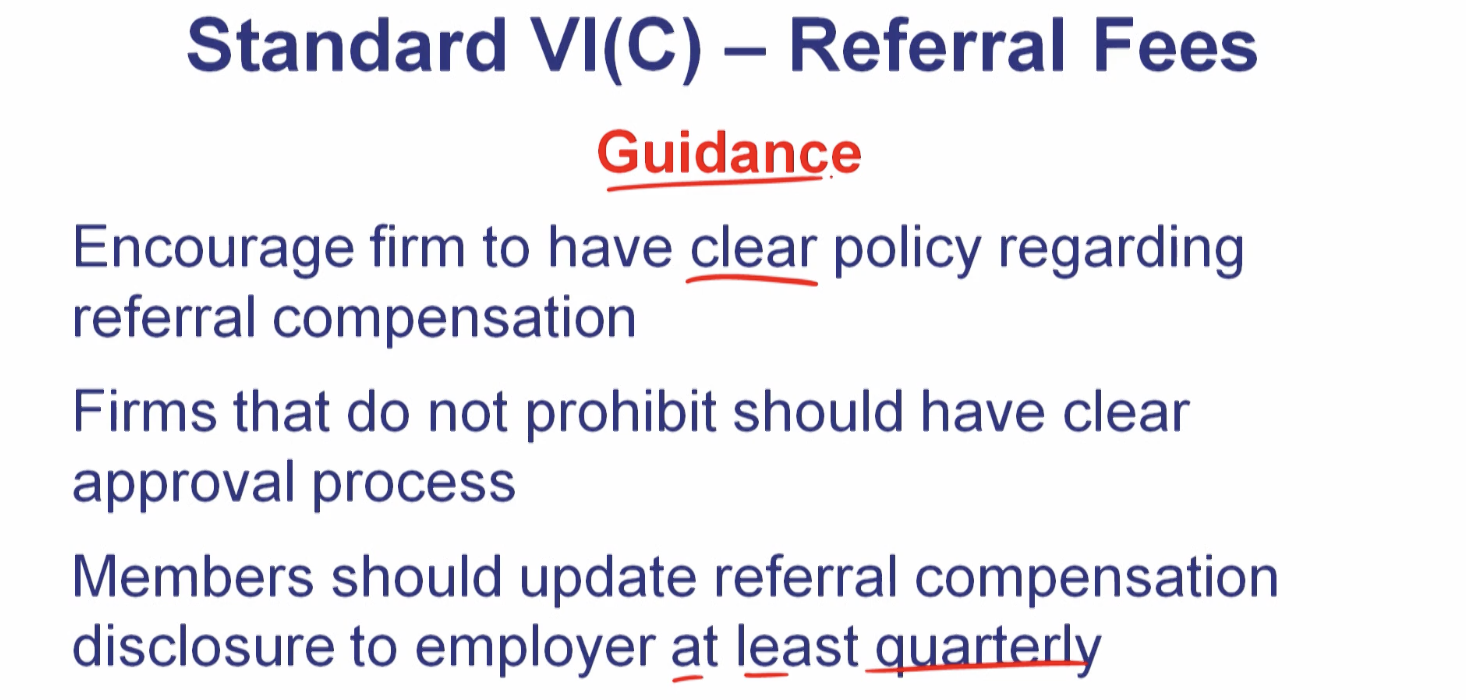 Standard VI(C) – Referral Fees
Guidance
Encourage firm to have clear policy regarding
referral compensation
Firms that do not prohibit should have clear
approval process
Members should update referral compensation
disclosure to employer at least quarterly